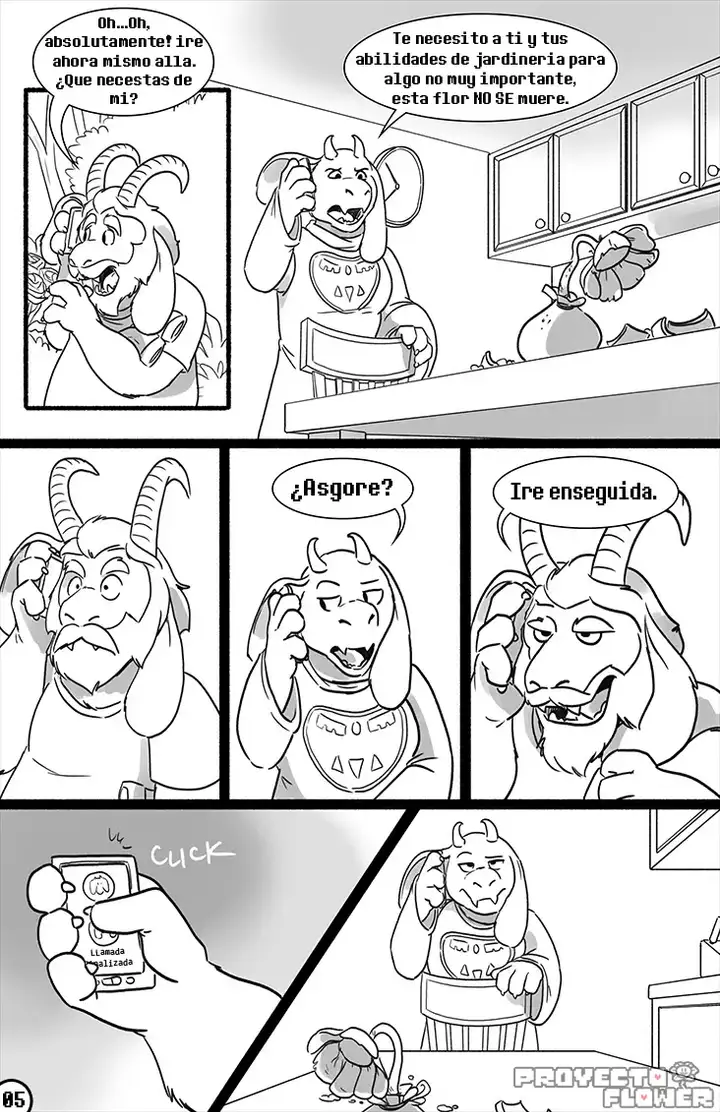 Oh...Oh,
absolutamente! ire
ahora mismo alla.
¿Que necestas de
mi?
Te necesito a ti y tus
abilidades de jardineria para
algo no muy importante,
esta flor NO SE muere.
¿Asgore?
Ire enseguida.
CLICK
LLamada
nalizada
05
PROYECTO
FLOWER